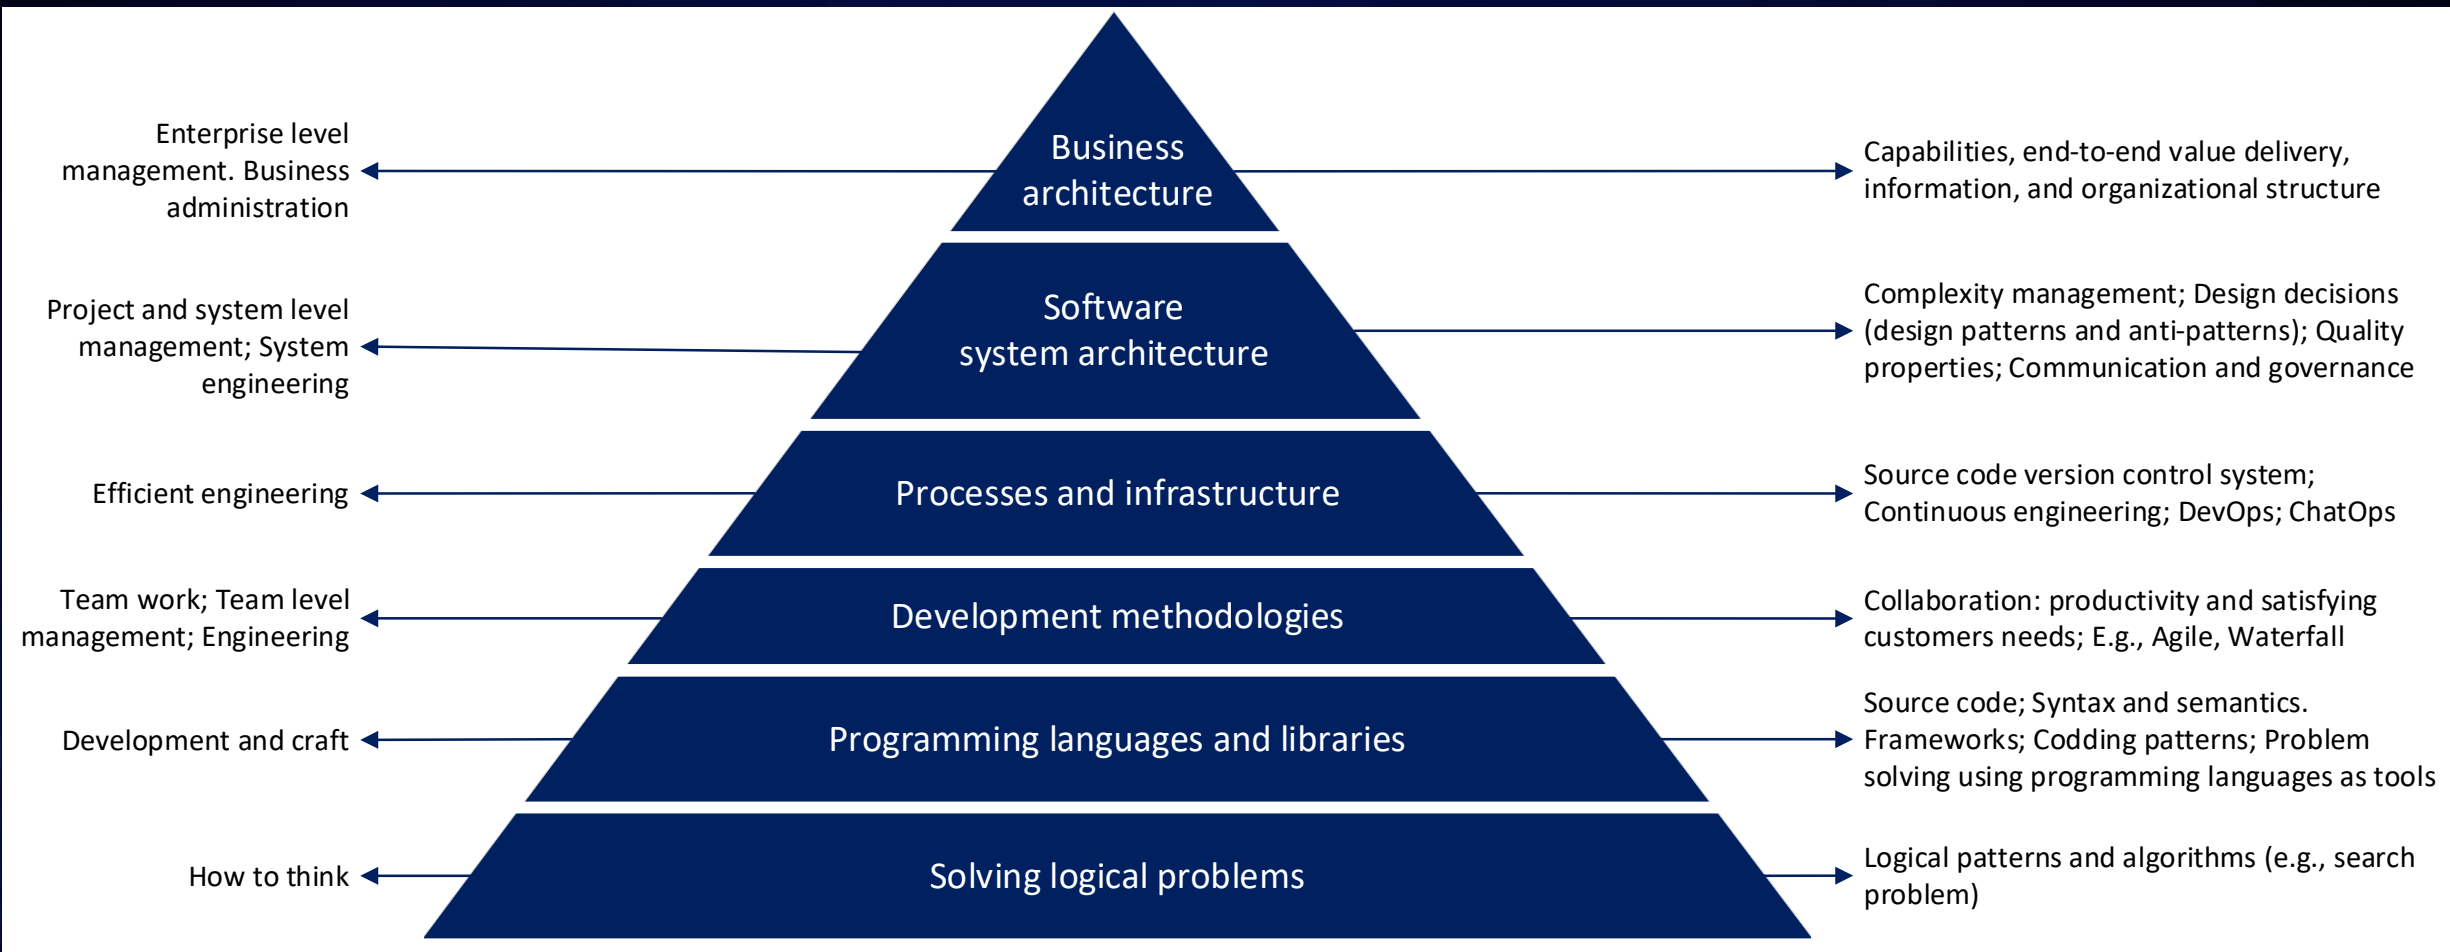 Enterprise level
management. Business
administration
Business
architecture
Capabilities, end-to-end value delivery,
information, and organizational structure
Project and system level
management; System
engineering
Software
system architecture
Complexity management; Design decisions
(design patterns and anti-patterns); Quality
properties; Communication and governance
Efficient engineering
Processes and infrastructure
Source code version control system;
Continuous engineering; DevOps; ChatOps
Team work; Team level
management; Engineering
Development methodologies
Collaboration: productivity and satisfying
customers needs; E.g., Agile, Waterfall
Development and craft
Programming languages and libraries
Source code; Syntax and semantics.
Frameworks; Codding patterns; Problem
solving using programming languages as tools
How to think
Solving logical problems
Logical patterns and algorithms (e.g., search
problem)